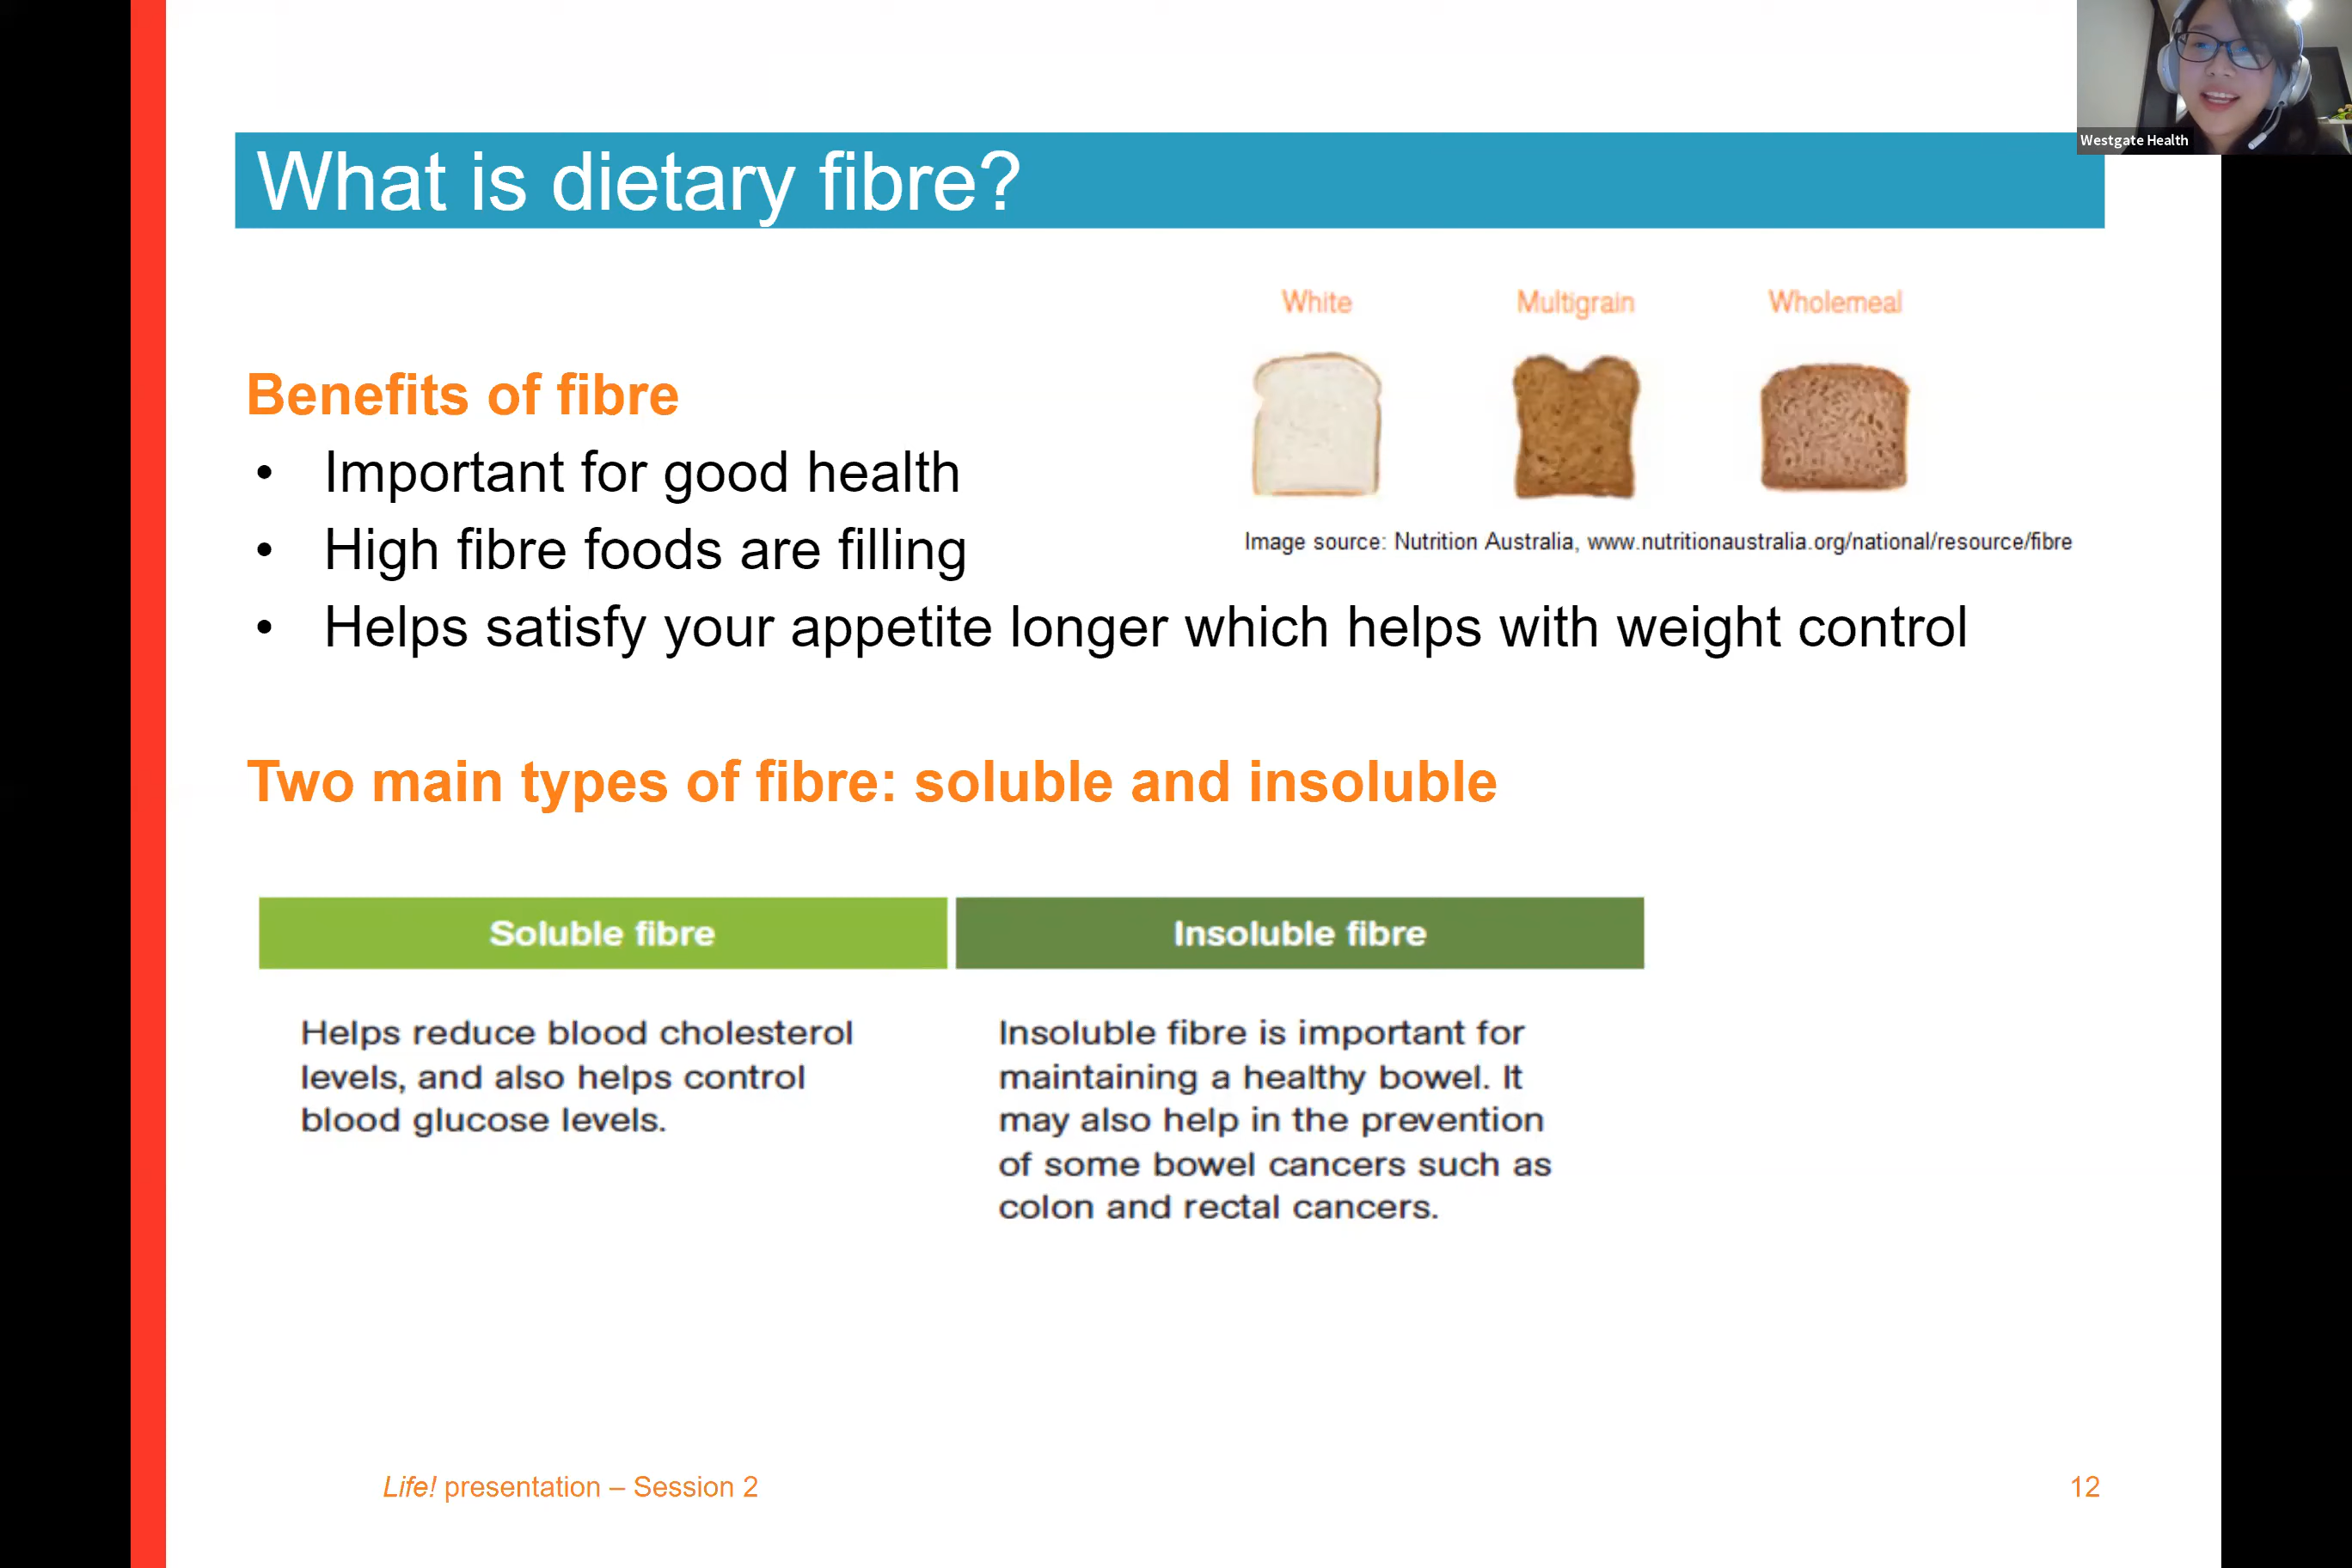 Westgate Health
What is dietary fibre?
White Multigrain Wholemeal
Image source: Nutrition Australia, www.nutritionaustralia.org/national/resource/fibre
Benefits of fibre
• Important for good health
• High fibre foods are filling
• Helps satisfy your appetite longer which helps with weight control
Two main types of fibre: soluble and insoluble
Soluble fibre
Helps reduce blood cholesterol
levels, and also helps control
blood glucose levels.
Insoluble fibre
Insoluble fibre is important for
maintaining a healthy bowel. It
may also help in the prevention
of some bowel cancers such as
colon and rectal cancers.
Life! presentation – Session 2
12